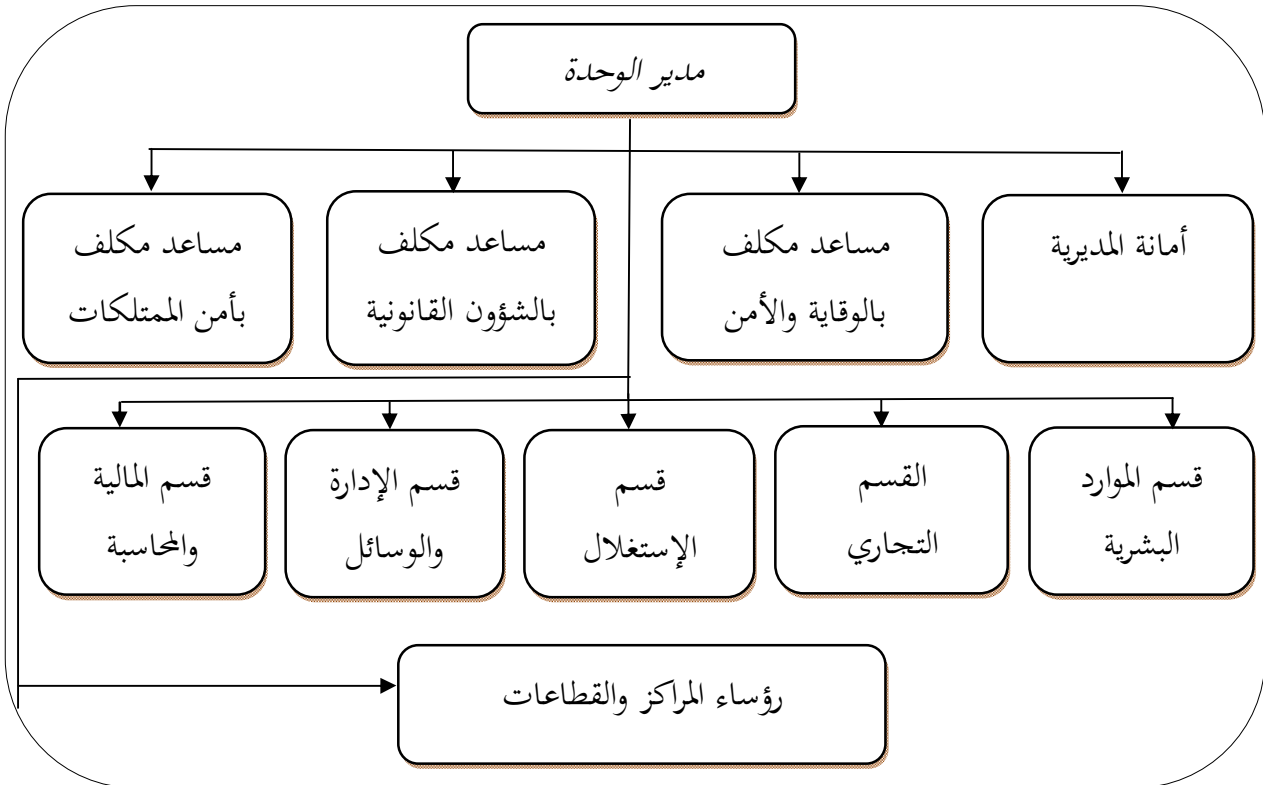 مدير الوحدة
أمانة المديرية
مساعد مكلف
بالوقاية والأمن
مساعد مكلف
بالشؤون القانونية
مساعد مكلف
بأمن الممتلكات
قسم الموارد
البشرية
القسم
التجاري
قسم
الإستغلال
قسم الإدارة
والوسائل
قسم المالية
والمحاسبة
رؤساء المراكز والقطاعات